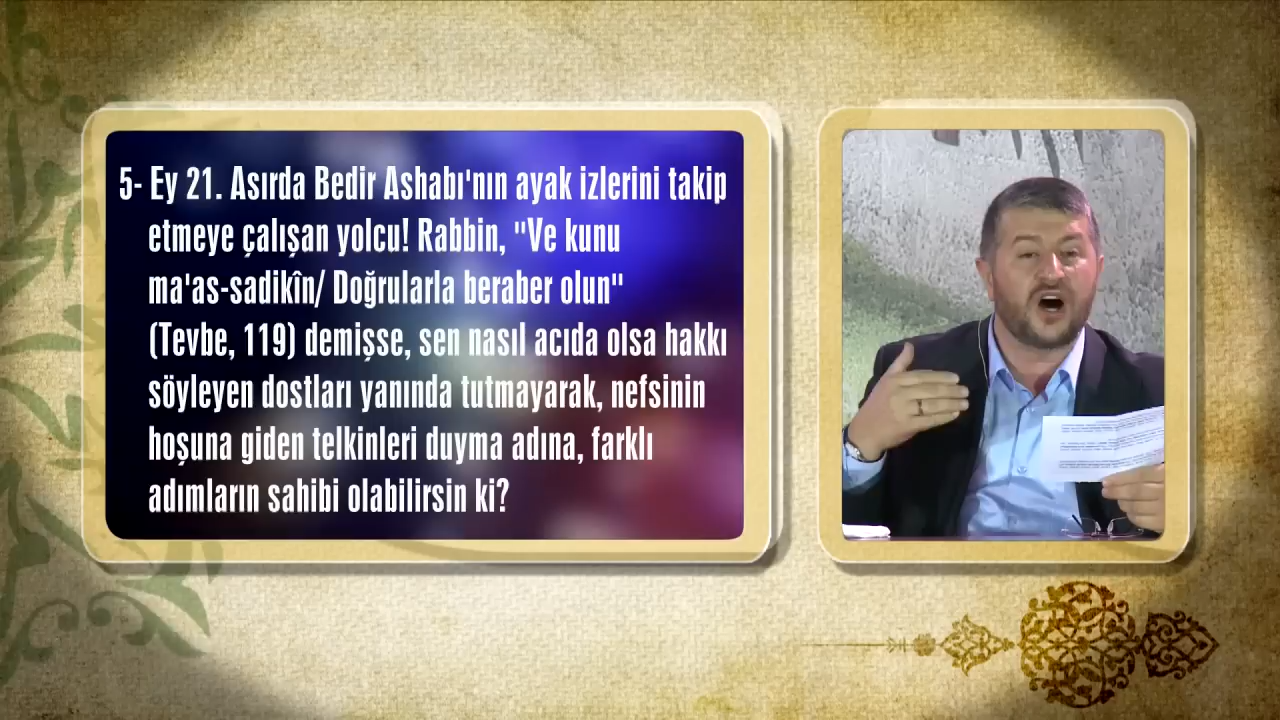 5- Ey 21. Asırda Bedir Ashabı'nın ayak izlerini takip
etmeye çalışan yolcu! Rabbin, "Ve kunu
ma'as-sadikîn/ Doğrularla beraber olun"
(Tevbe, 119) demişse, sen nasıl acıda olsa hakkı
söyleyen dostları yanında tutmayarak, nefsinin
hoşuna giden telkinleri duyma adına, farklı
adımların sahibi olabilirsin ki?